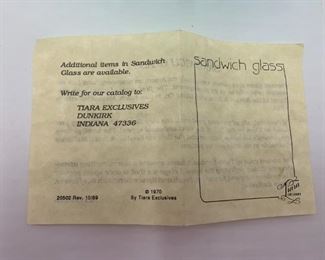 Additional items in Sandwich
Glass are available.
Write for our catalog to:
TIARA EXCLUSIVES
DUNKIRK
INDIANA 47336
© 1970
20502 Rev. 10/89
By Tiara Exclusives
sandwich glass
Tiara